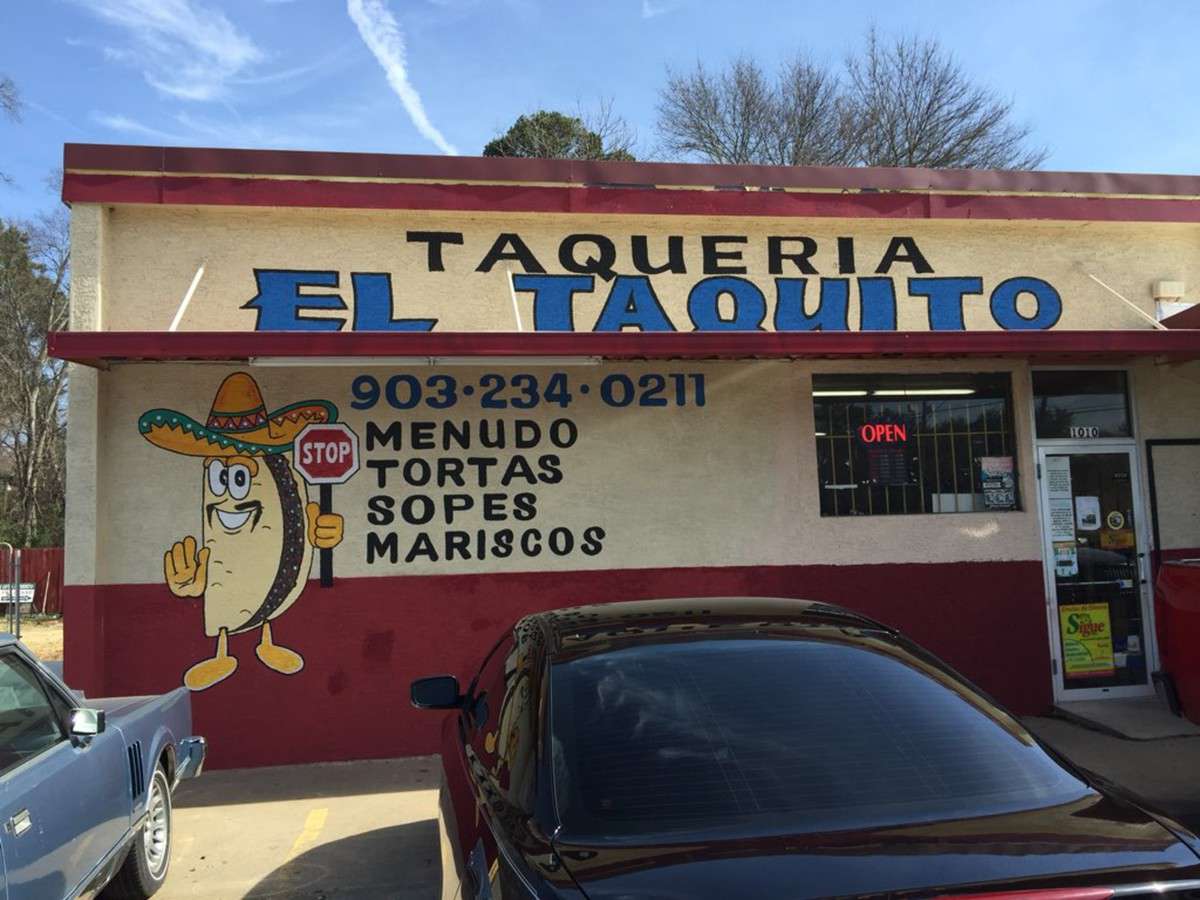 TAQUERIA
EL TAQUITO
903·234·0211
STOP
MENUDO
TORTAS
SOPES
MARISCOS
OPEN
1010
Sigue